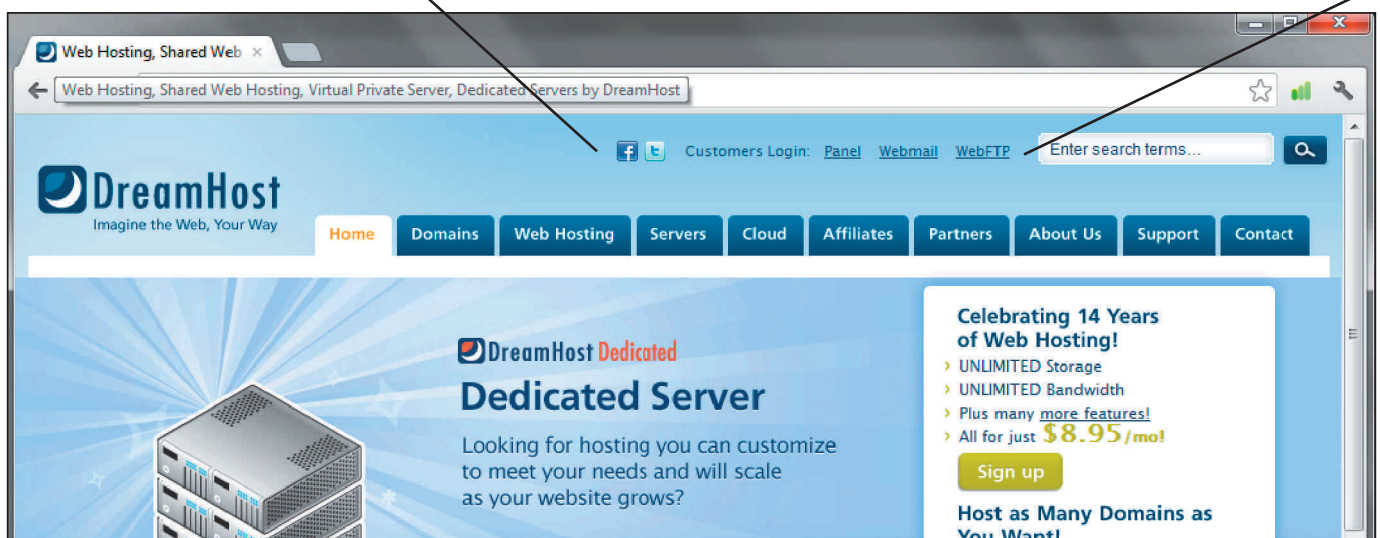 Web Hosting, Shared Web
Web Hosting, Shared Web Hosting, Virtual Private Server, Dedicated Servers by DreamHost
Customers Login: Panel Webmail WebFTP Enter search terms...
DreamHost
Imagine the Web, Your Way
Home Domains Web Hosting Servers Cloud Affiliates Partners About Us Support Contact
DreamHost Dedicated
Dedicated Server
Looking for hosting you can customize
to meet your needs and will scale
as your website grows?
Celebrating 14 Years
of Web Hosting!
UNLIMITED Storage
UNLIMITED Bandwidth
Plus many more features!
All for just $8.95/mo!
Sign up
Host as Many Domains as
You Want!